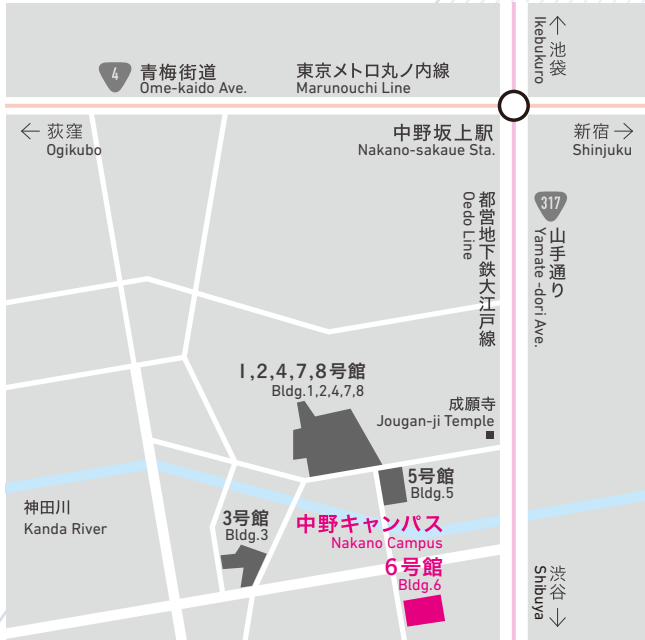 池袋
Ikebukuro
4
青梅街道
Ome-kaido Ave.
東京メトロ丸ノ内線
Marunouchi Line
← 荻窪
Ogikubo
中野坂上駅
Nakano-sakaue Sta.
新宿 →
Shinjuku
都営地下鉄大江戸線
Oedo Line
317
山手通り
Yamate -dori Ave.
1,2,4,7,8号館
Bldg.1,2,4,7,8
成願寺
Jougan-ji Temple
5号館
Bldg.5
神田川
Kanda River
3号館
Bldg.3
中野キャンパス
Nakano Campus
6号館
Bldg.6
渋谷
Shibuya